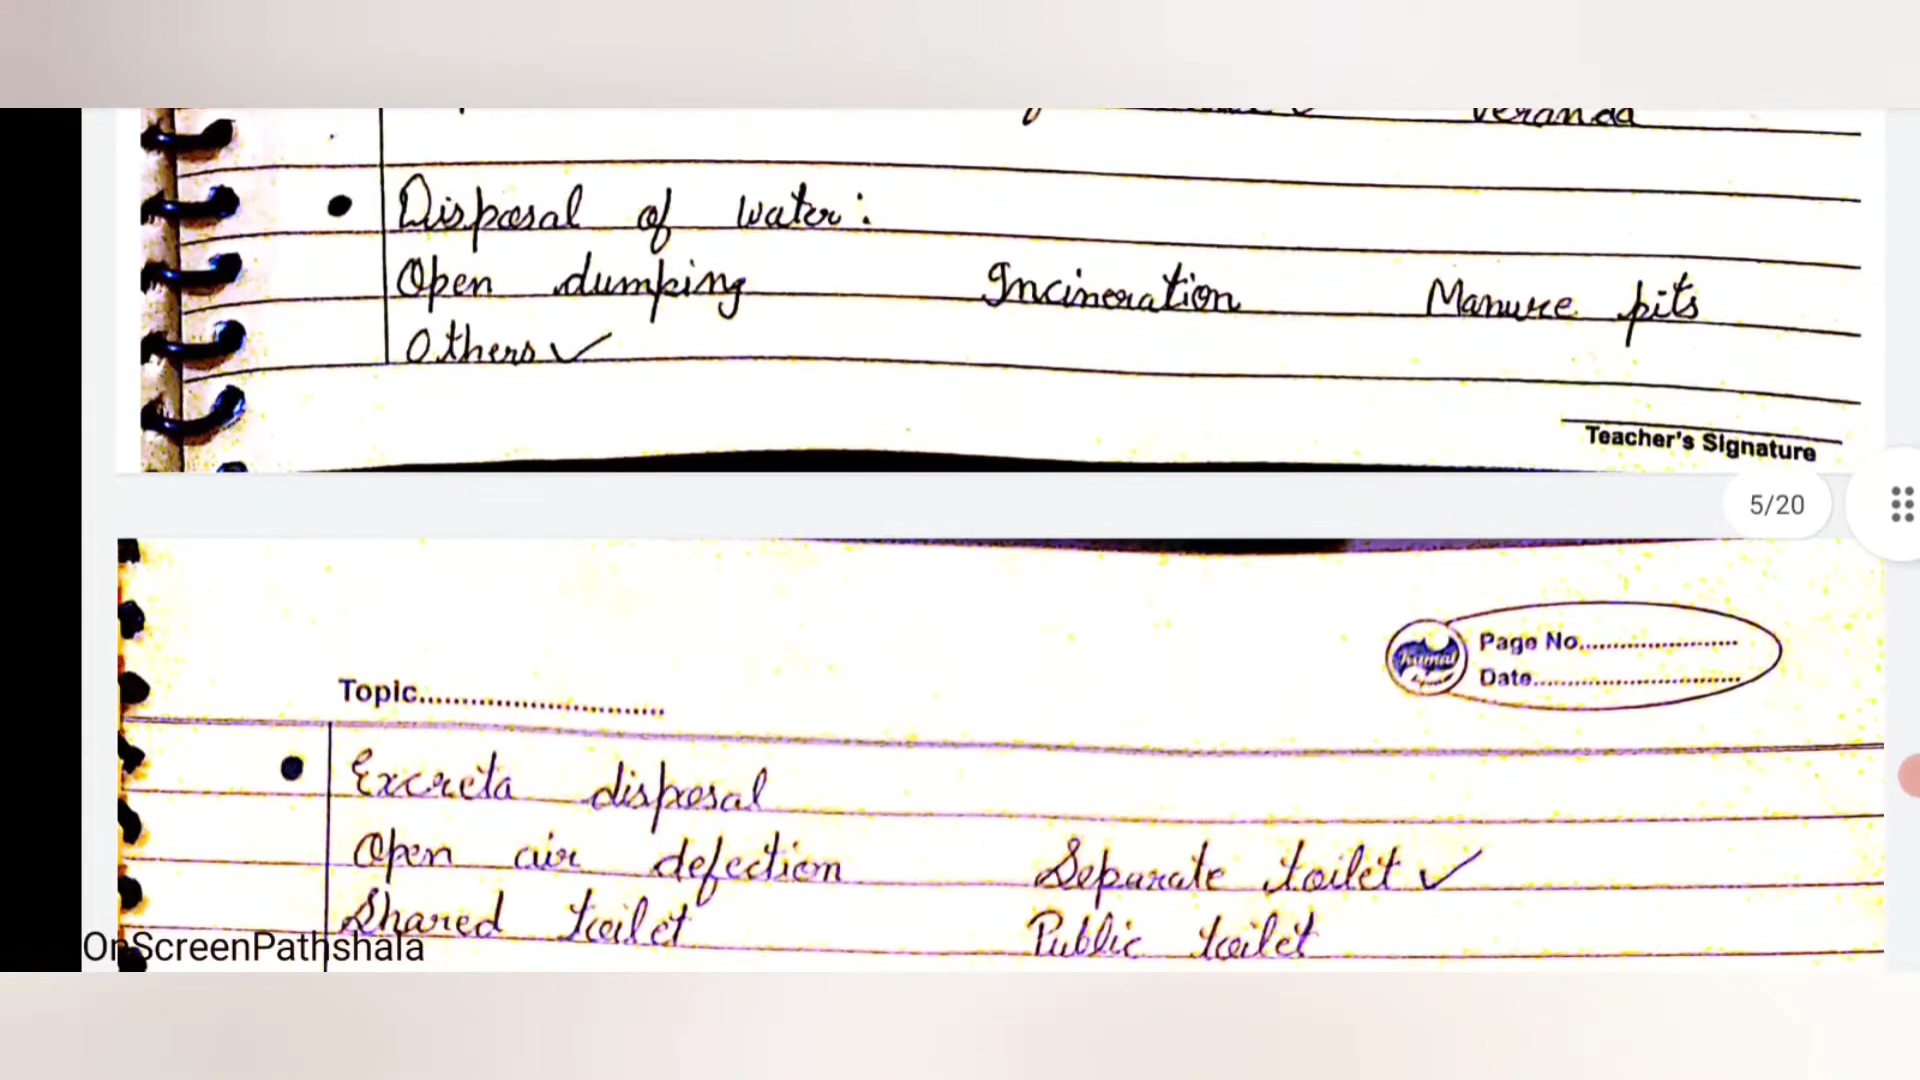 veranda
• Disposal of water:
Open dumping Incineration Manure pits
Others ✓
Teacher's Signature
5/20
Page No..........................
Date..................................
Topic............................
• Excreta disposal
Open air defection Separate toilet ✓
Shared toilet Public toilet
OnScreenPathshala